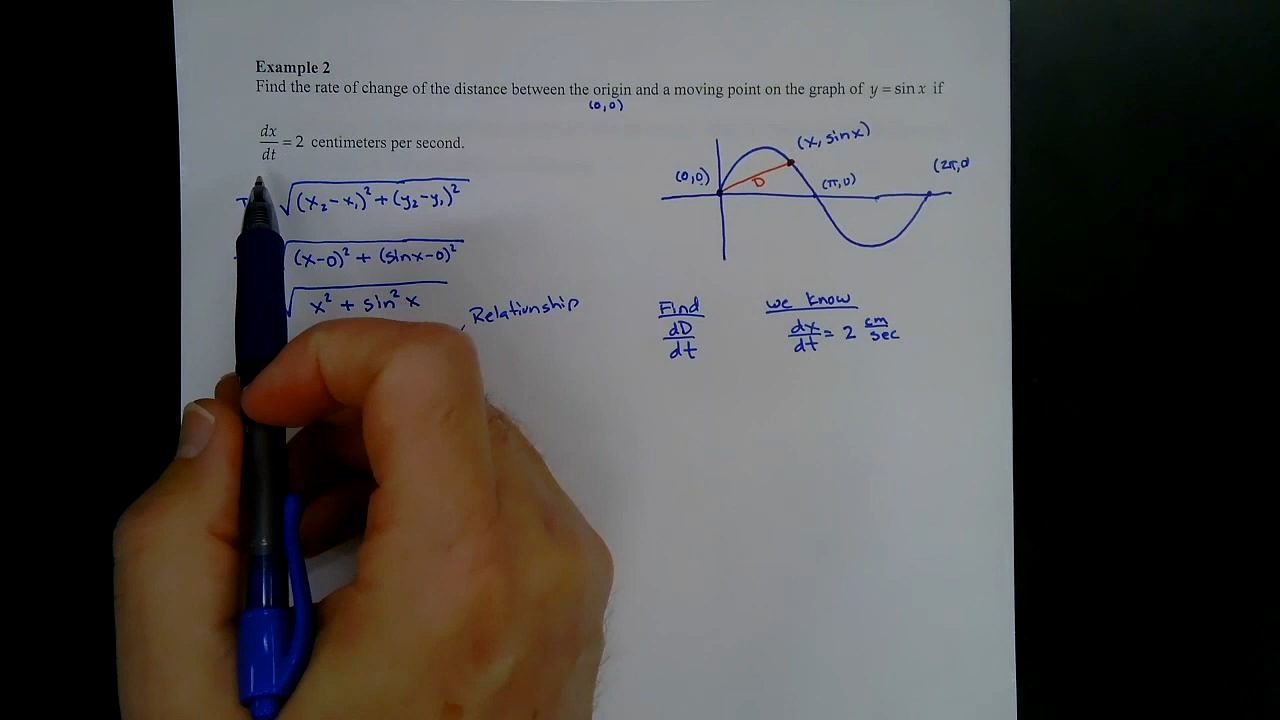 Example 2
Find the rate of change of the distance between the origin and a moving point on the graph of y = sin x if
(0,0)
dx/dt = 2 centimeters per second.
√((x₂-x₁)²+(y₂-y₁)²)
√((x-0)² + (sinx-0)²)
√(x² + sin² x)
Relationship
(0,0)
D
(x, sinx)
(π,0)
(2π,0
Find
dD/dt
we know
dx/dt = 2 cm/sec